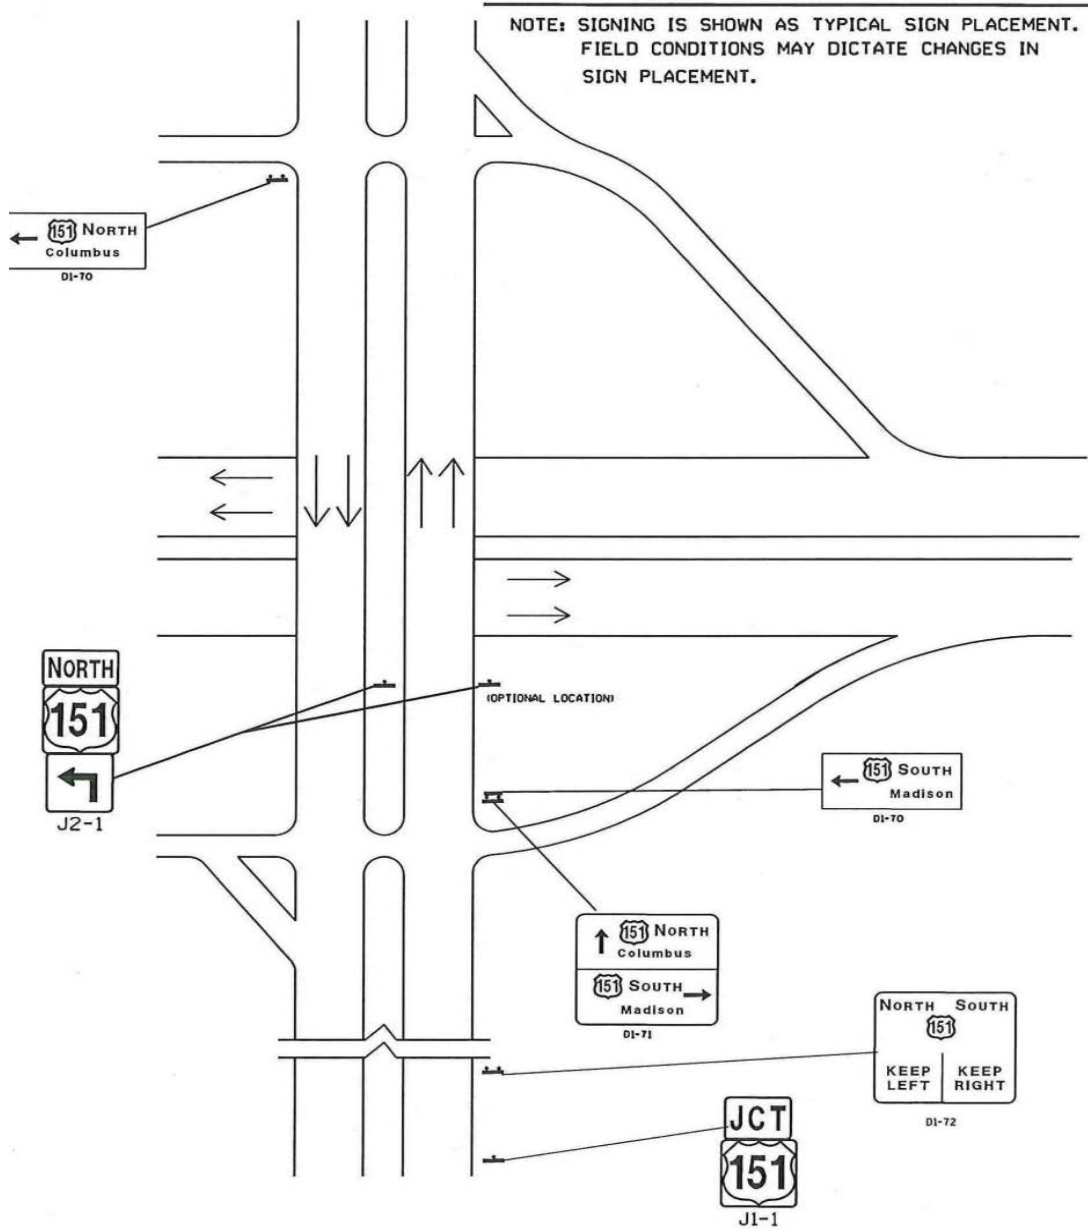 NOTE: SIGNING IS SHOWN AS TYPICAL SIGN PLACEMENT.
FIELD CONDITIONS MAY DICTATE CHANGES IN
SIGN PLACEMENT.
151 NORTH
Columbus
D1-70
NORTH
151
J2-1
(OPTIONAL LOCATION)
151 SOUTH
Madison
D1-70
151 NORTH
Columbus
151 SOUTH
Madison
D1-71
NORTH SOUTH
151
KEEP LEFT
KEEP RIGHT
D1-72
JCT
151
J1-1